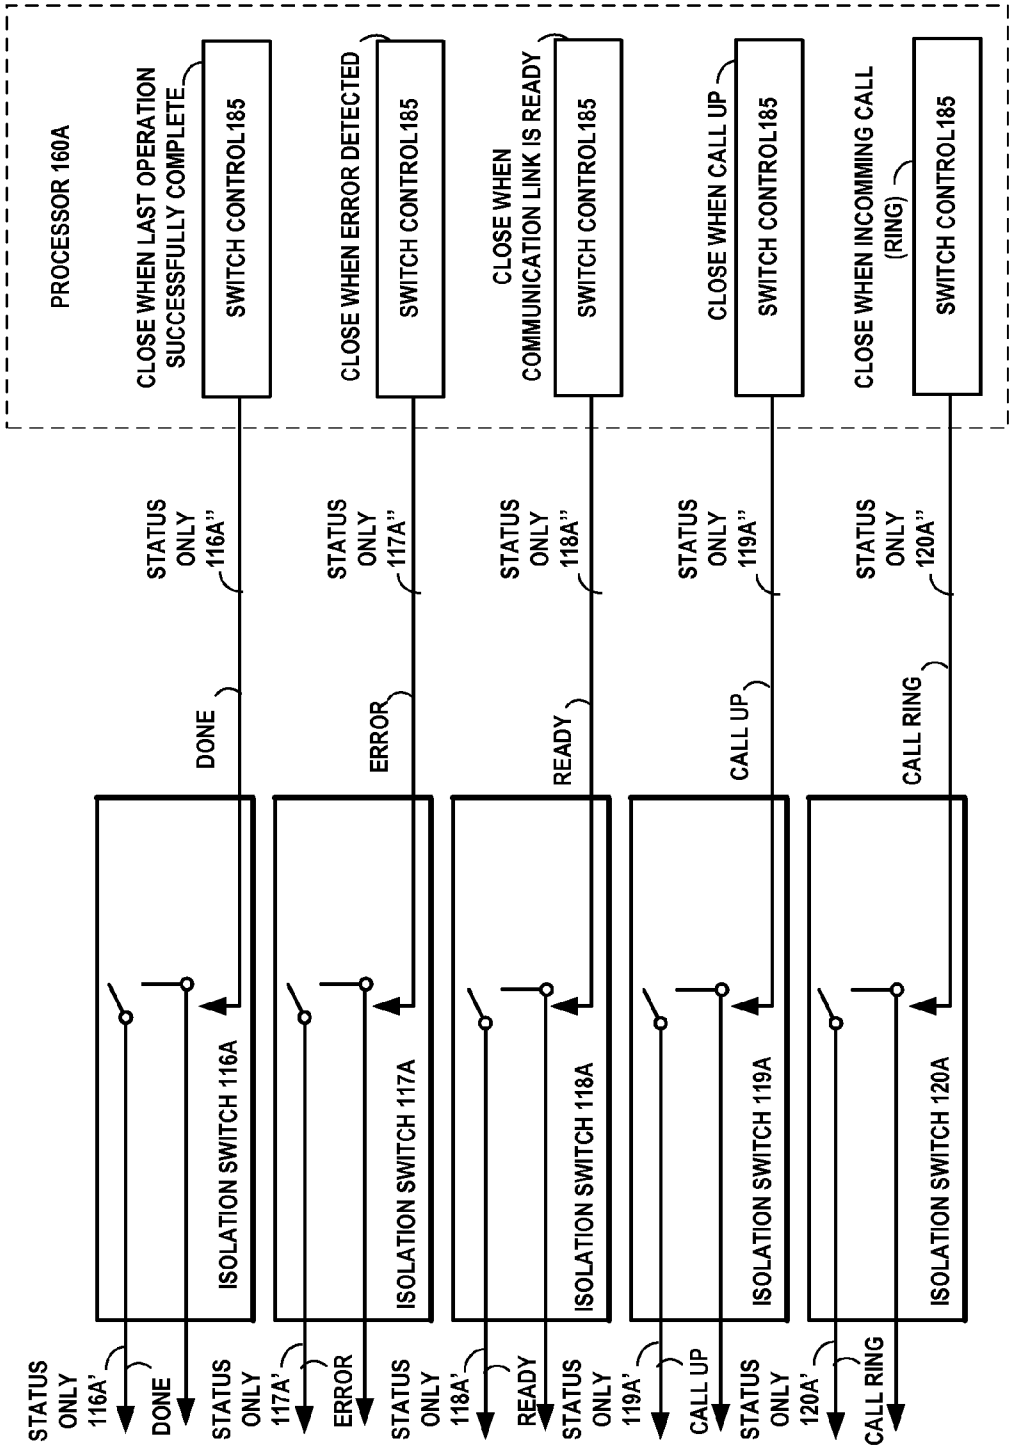 PROCESSOR 160A
CLOSE WHEN LAST OPERATION
SUCCESSFULLY COMPLETE
SWITCH CONTROL185
STATUS
ONLY
116A"
DONE
ISOLATION SWITCH 116A
STATUS
ONLY
116A'
DONE
CLOSE WHEN ERROR DETECTED
SWITCH CONTROL185
STATUS
ONLY
117A"
ERROR
ISOLATION SWITCH 117A
STATUS
ONLY
117A'
ERROR
CLOSE WHEN
COMMUNICATION LINK IS READY
SWITCH CONTROL185
STATUS
ONLY
118A"
READY
ISOLATION SWITCH 118A
STATUS
ONLY
118A'
READY
CLOSE WHEN CALL UP
SWITCH CONTROL185
STATUS
ONLY
119A"
CALL UP
ISOLATION SWITCH 119A
STATUS
ONLY
119A'
CALL UP
CLOSE WHEN INCOMMING CALL
(RING)
SWITCH CONTROL185
STATUS
ONLY
120A"
CALL RING
ISOLATION SWITCH 120A
STATUS
ONLY
120A'
CALL RING